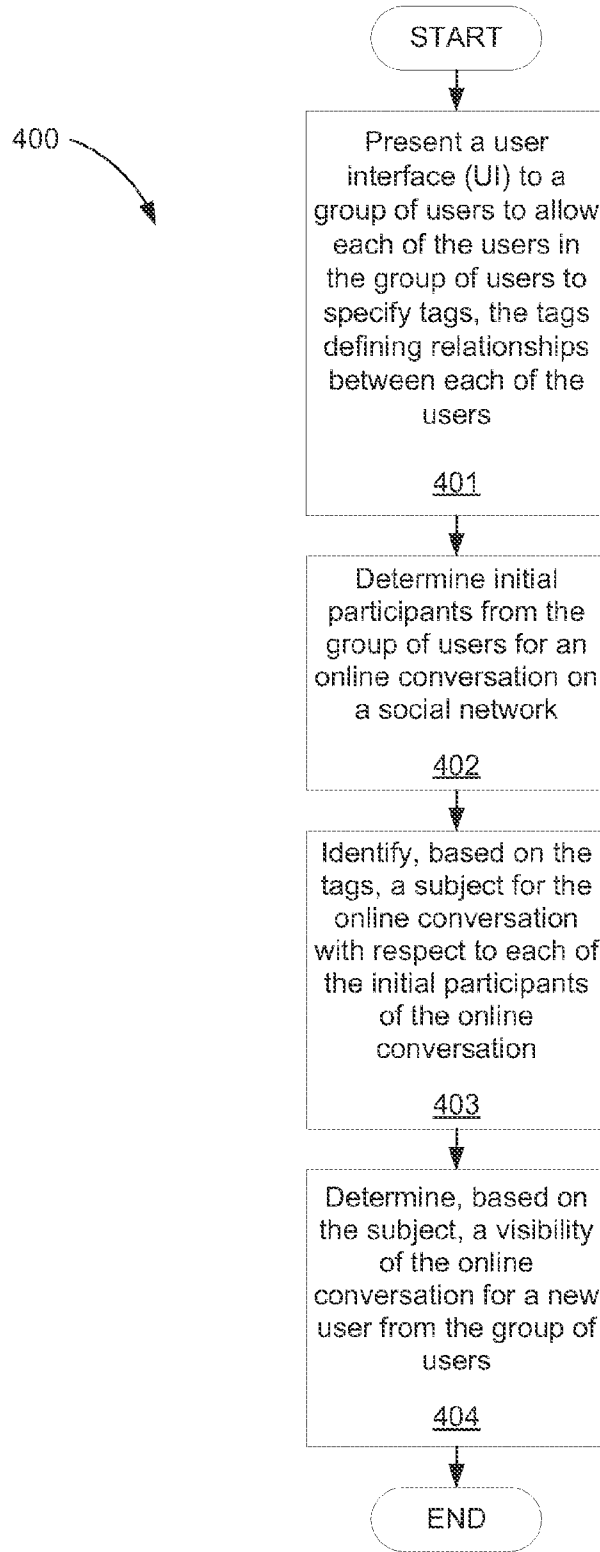 START
400
Present a user
interface (UI) to a
group of users to allow
each of the users in
the group of users to
specify tags, the tags
defining relationships
between each of the
users
401
Determine initial
participants from the
group of users for an
online conversation on
a social network
402
Identify, based on the
tags, a subject for the
online conversation
with respect to each of
the initial participants
of the online
conversation
403
Determine, based on
the subject, a visibility
of the online
conversation for a new
user from the group of
users
404
END